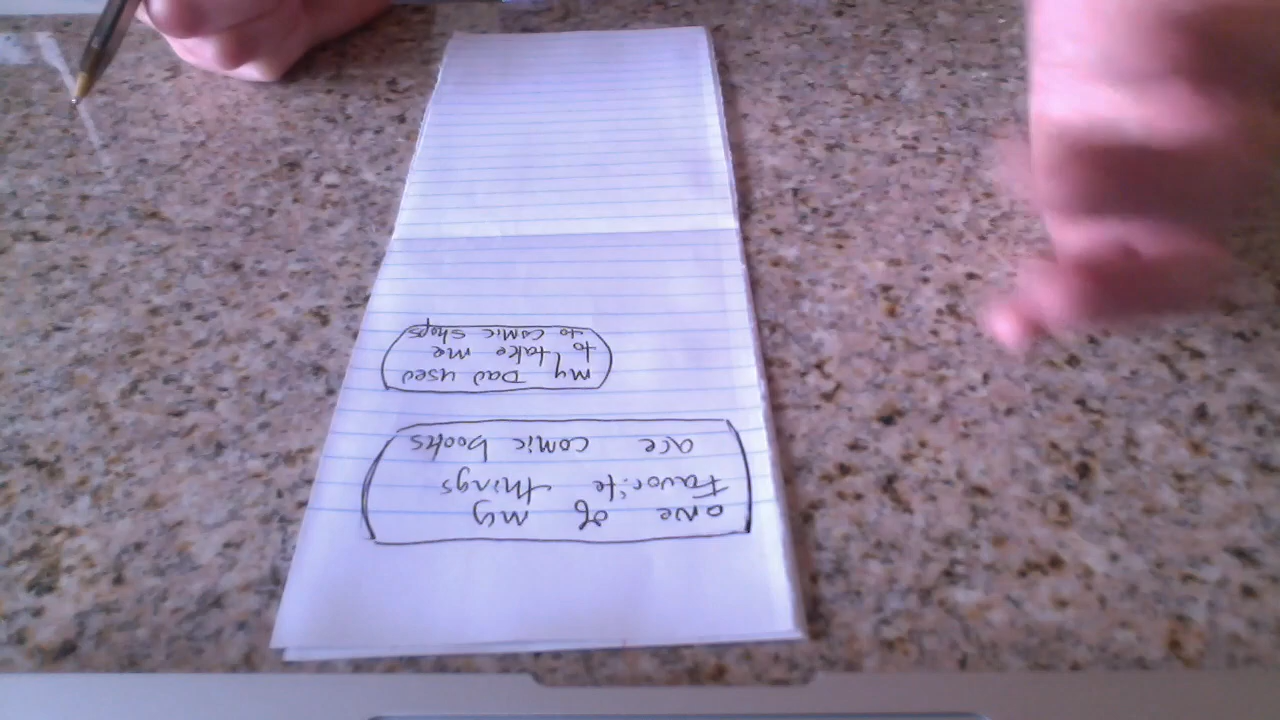 one of my
favorite things
are comic books
my Dad used
to take me
to comic shops